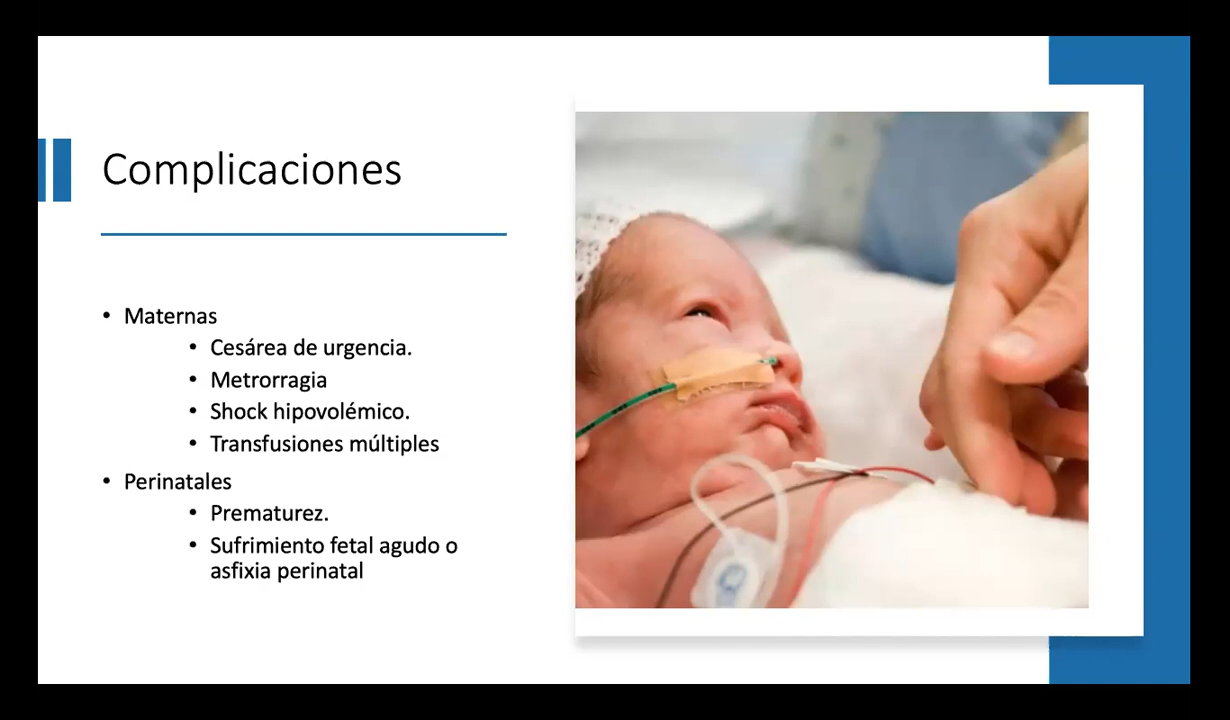 Complicaciones
• Maternas
• Cesárea de urgencia.
• Metrorragia
• Shock hipovolémico.
• Transfusiones múltiples
• Perinatales
• Prematurez.
• Sufrimiento fetal agudo o
asfixia perinatal